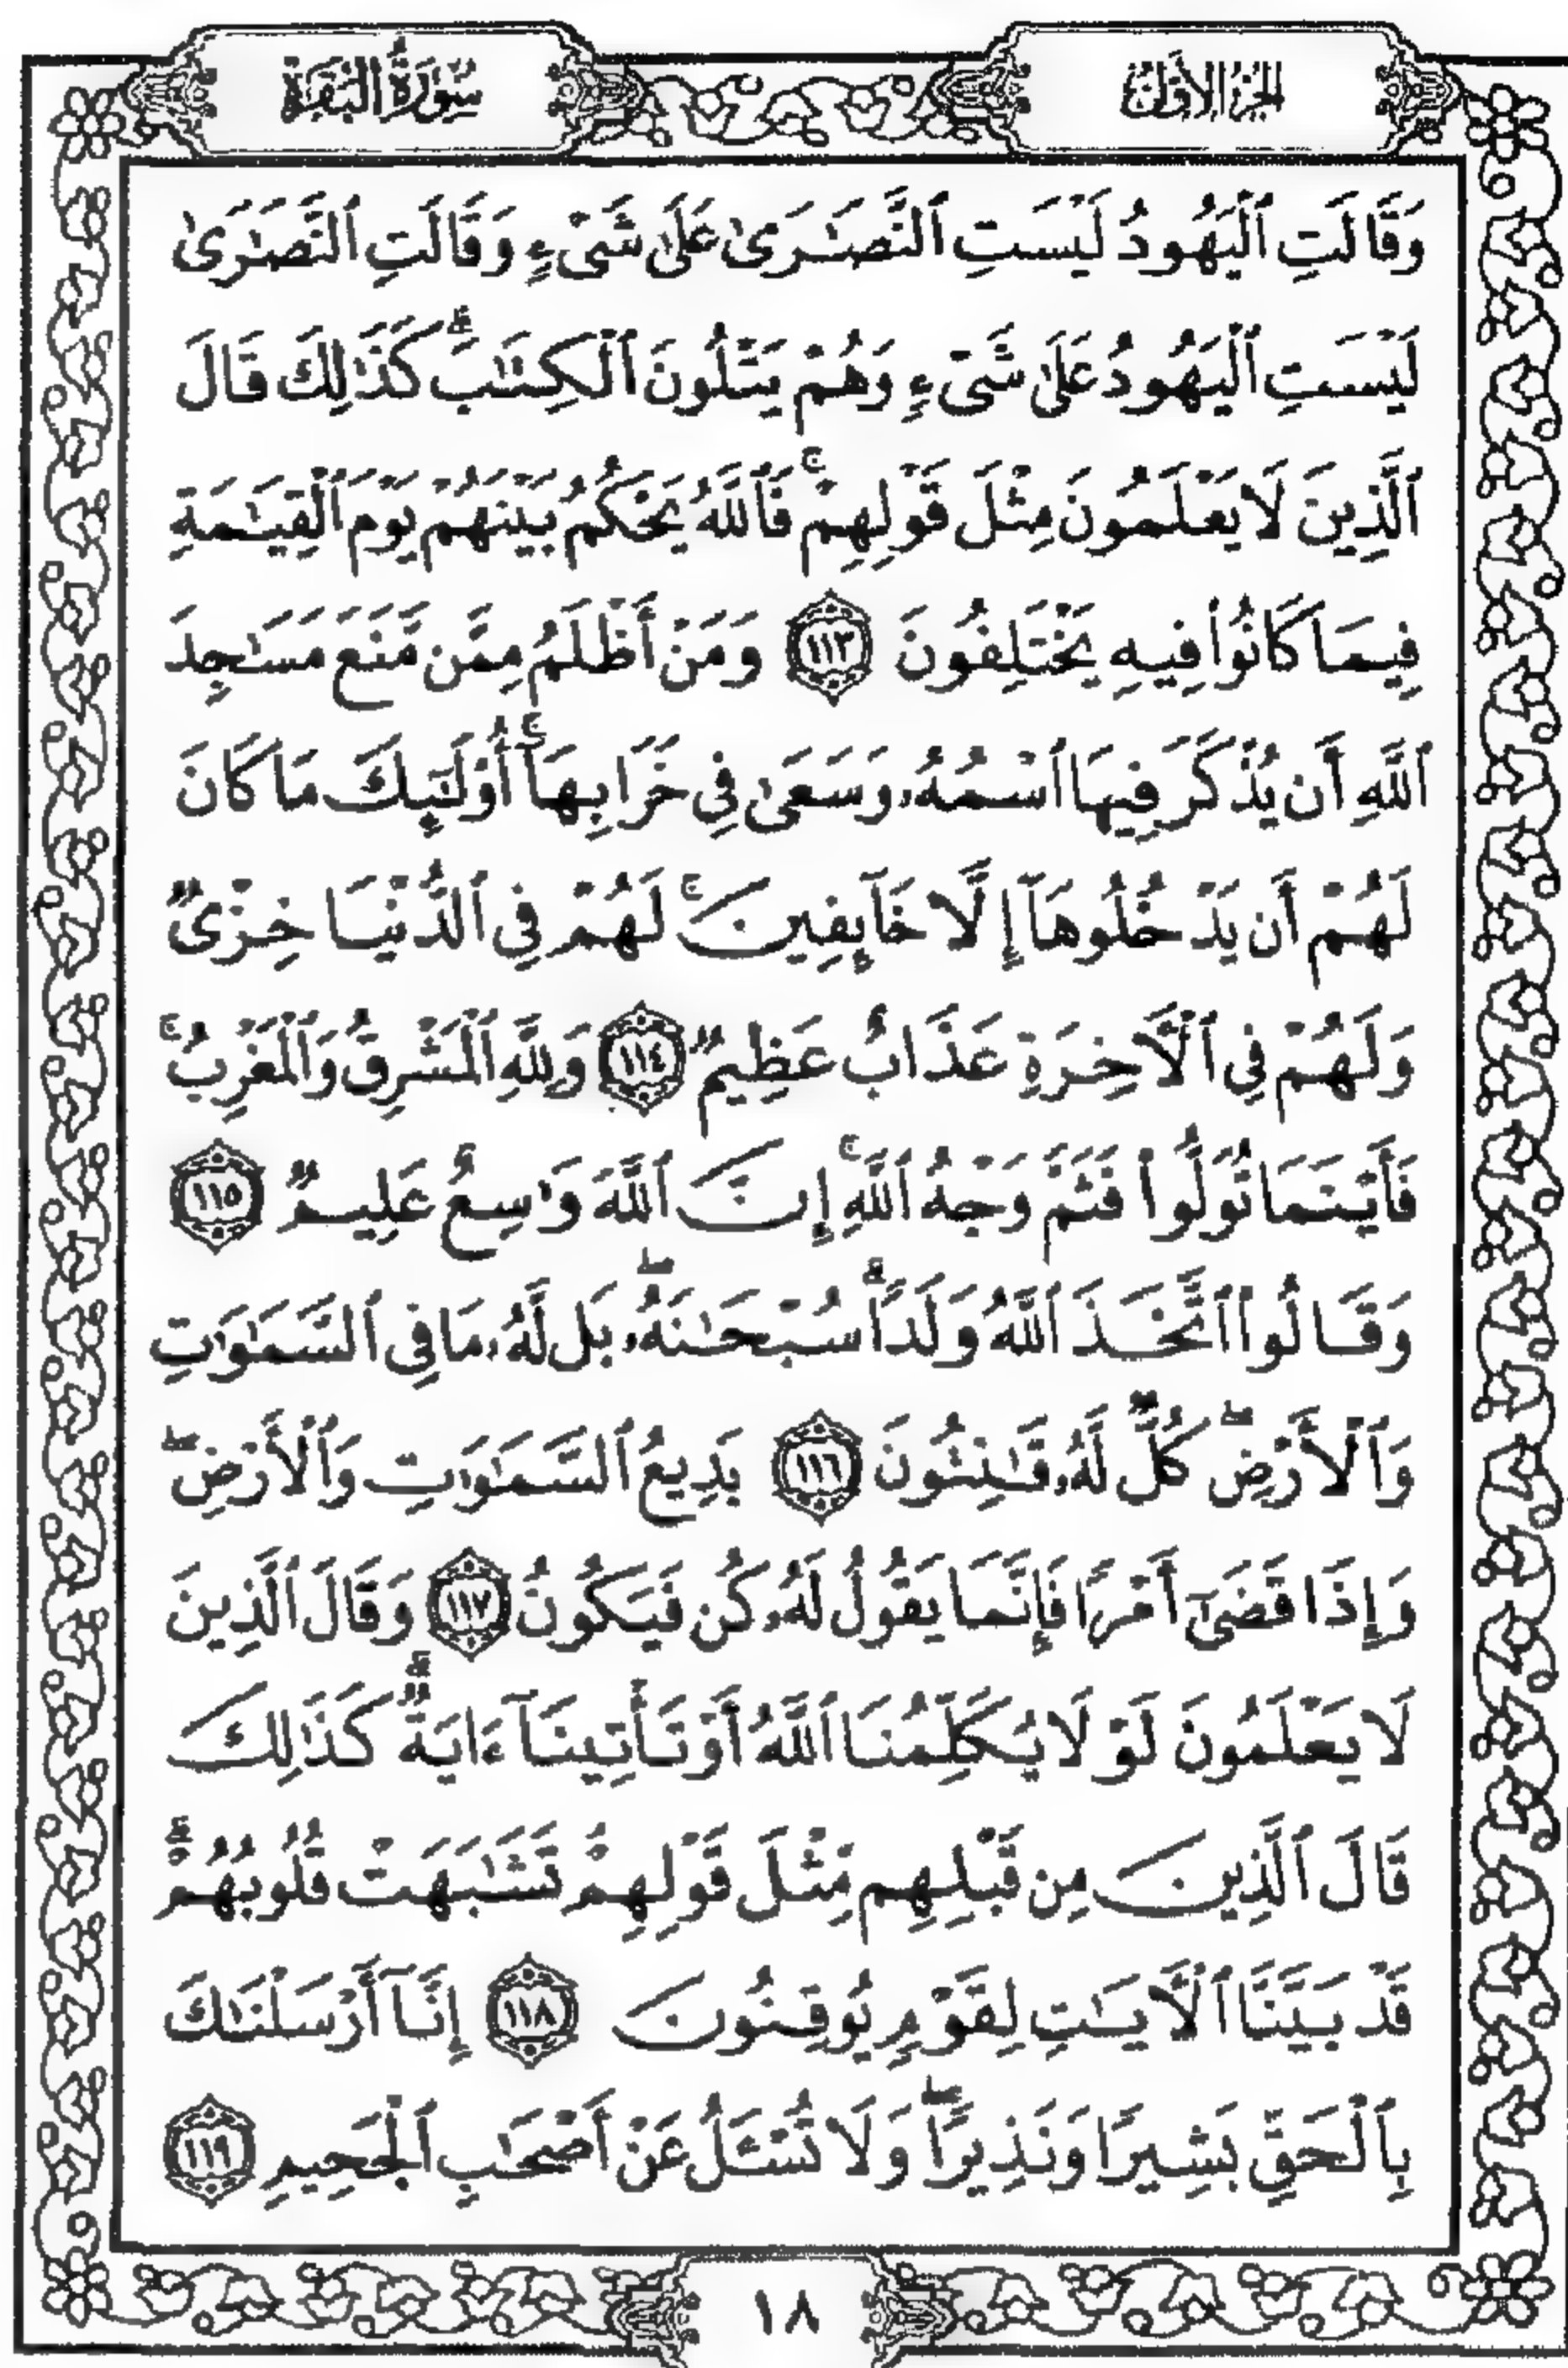 الجزء الأول
سورة البقرة
وَقَالَتِ ٱلْيَهُودُ لَيْسَتِ ٱلنَّصَـٰرَىٰ عَلَىٰ شَىْءٍ وَقَالَتِ ٱلنَّصَـٰرَىٰ
لَيْسَتِ ٱلْيَهُودُ عَلَىٰ شَىْءٍ وَهُمْ يَتْلُونَ ٱلْكِتَـٰبَ ۗ كَذَٰلِكَ قَالَ
ٱلَّذِينَ لَا يَعْلَمُونَ مِثْلَ قَوْلِهِمْ ۚ فَٱللَّهُ يَحْكُمُ بَيْنَهُمْ يَوْمَ ٱلْقِيَـٰمَةِ
فِيمَا كَانُوا۟ فِيهِ يَخْتَلِفُونَ ١١٣ وَمَنْ أَظْلَمُ مِمَّن مَّنَعَ مَسَـٰجِدَ
ٱللَّهِ أَن يُذْكَرَ فِيهَا ٱسْمُهُۥ وَسَعَىٰ فِى خَرَابِهَآ ۚ أُو۟لَـٰٓئِكَ مَا كَانَ
لَهُمْ أَن يَدْخُلُوهَآ إِلَّا خَآئِفِينَ ۚ لَهُمْ فِى ٱلدُّنْيَا خِزْىٌ
وَلَهُمْ فِى ٱلْـَٔاخِرَةِ عَذَابٌ عَظِيمٌ ١١٤ وَلِلَّهِ ٱلْمَشْرِقُ وَٱلْمَغْرِبُ ۚ
فَأَيْنَمَا تُوَلُّوا۟ فَثَمَّ وَجْهُ ٱللَّهِ ۚ إِنَّ ٱللَّهَ وَٰسِعٌ عَلِيمٌ ١١٥
وَقَالُوا۟ ٱتَّخَذَ ٱللَّهُ وَلَدًا ۗ سُبْحَـٰنَهُۥ ۖ بَل لَّهُۥ مَا فِى ٱلسَّمَـٰوَٰتِ
وَٱلْأَرْضِ ۖ كُلٌّ لَّهُۥ قَـٰنِتُونَ ١١٦ بَدِيعُ ٱلسَّمَـٰوَٰتِ وَٱلْأَرْضِ ۖ
وَإِذَا قَضَىٰٓ أَمْرًا فَإِنَّمَا يَقُولُ لَهُۥ كُن فَيَكُونُ ١١٧ وَقَالَ ٱلَّذِينَ
لَا يَعْلَمُونَ لَوْلَا يُكَلِّمُنَا ٱللَّهُ أَوْ تَأْتِينَآ ءَايَةٌ ۗ كَذَٰلِكَ
قَالَ ٱلَّذِينَ مِن قَبْلِهِم مِّثْلَ قَوْلِهِمْ ۘ تَشَـٰبَهَتْ قُلُوبُهُمْ ۗ
قَدْ بَيَّنَّا ٱلْـَٔايَـٰتِ لِقَوْمٍ يُوقِنُونَ ١١٨ إِنَّآ أَرْسَلْنَـٰكَ
بِٱلْحَقِّ بَشِيرًا وَنَذِيرًا ۖ وَلَا تُسْـَٔلُ عَنْ أَصْحَـٰبِ ٱلْجَحِيمِ ١١٩
١٨